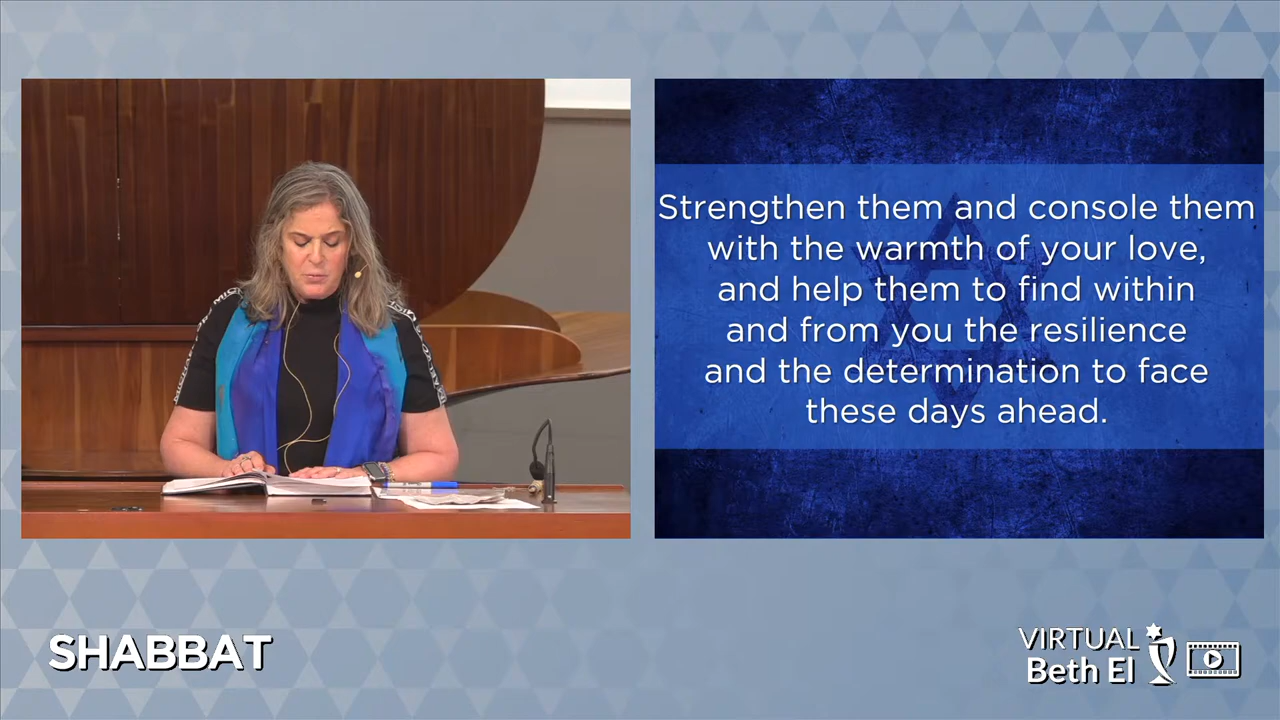 Strengthen them and console them
with the warmth of your love,
and help them to find within
and from you the resilience
and the determination to face
these days ahead.
SHABBAT
VIRTUAL
Beth El